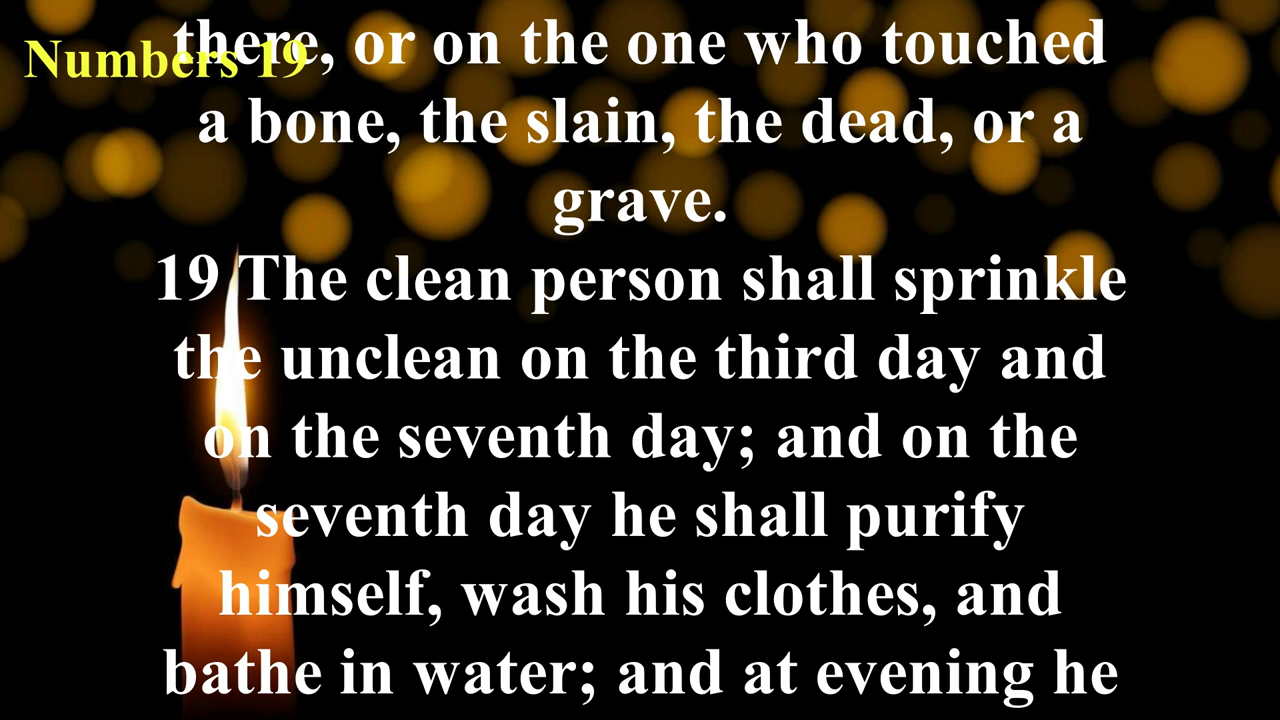 Numbers 19
there, or on the one who touched
a bone, the slain, the dead, or a
grave.
19 The clean person shall sprinkle
the unclean on the third day and
on the seventh day; and on the
seventh day he shall purify
himself, wash his clothes, and
bathe in water; and at evening he